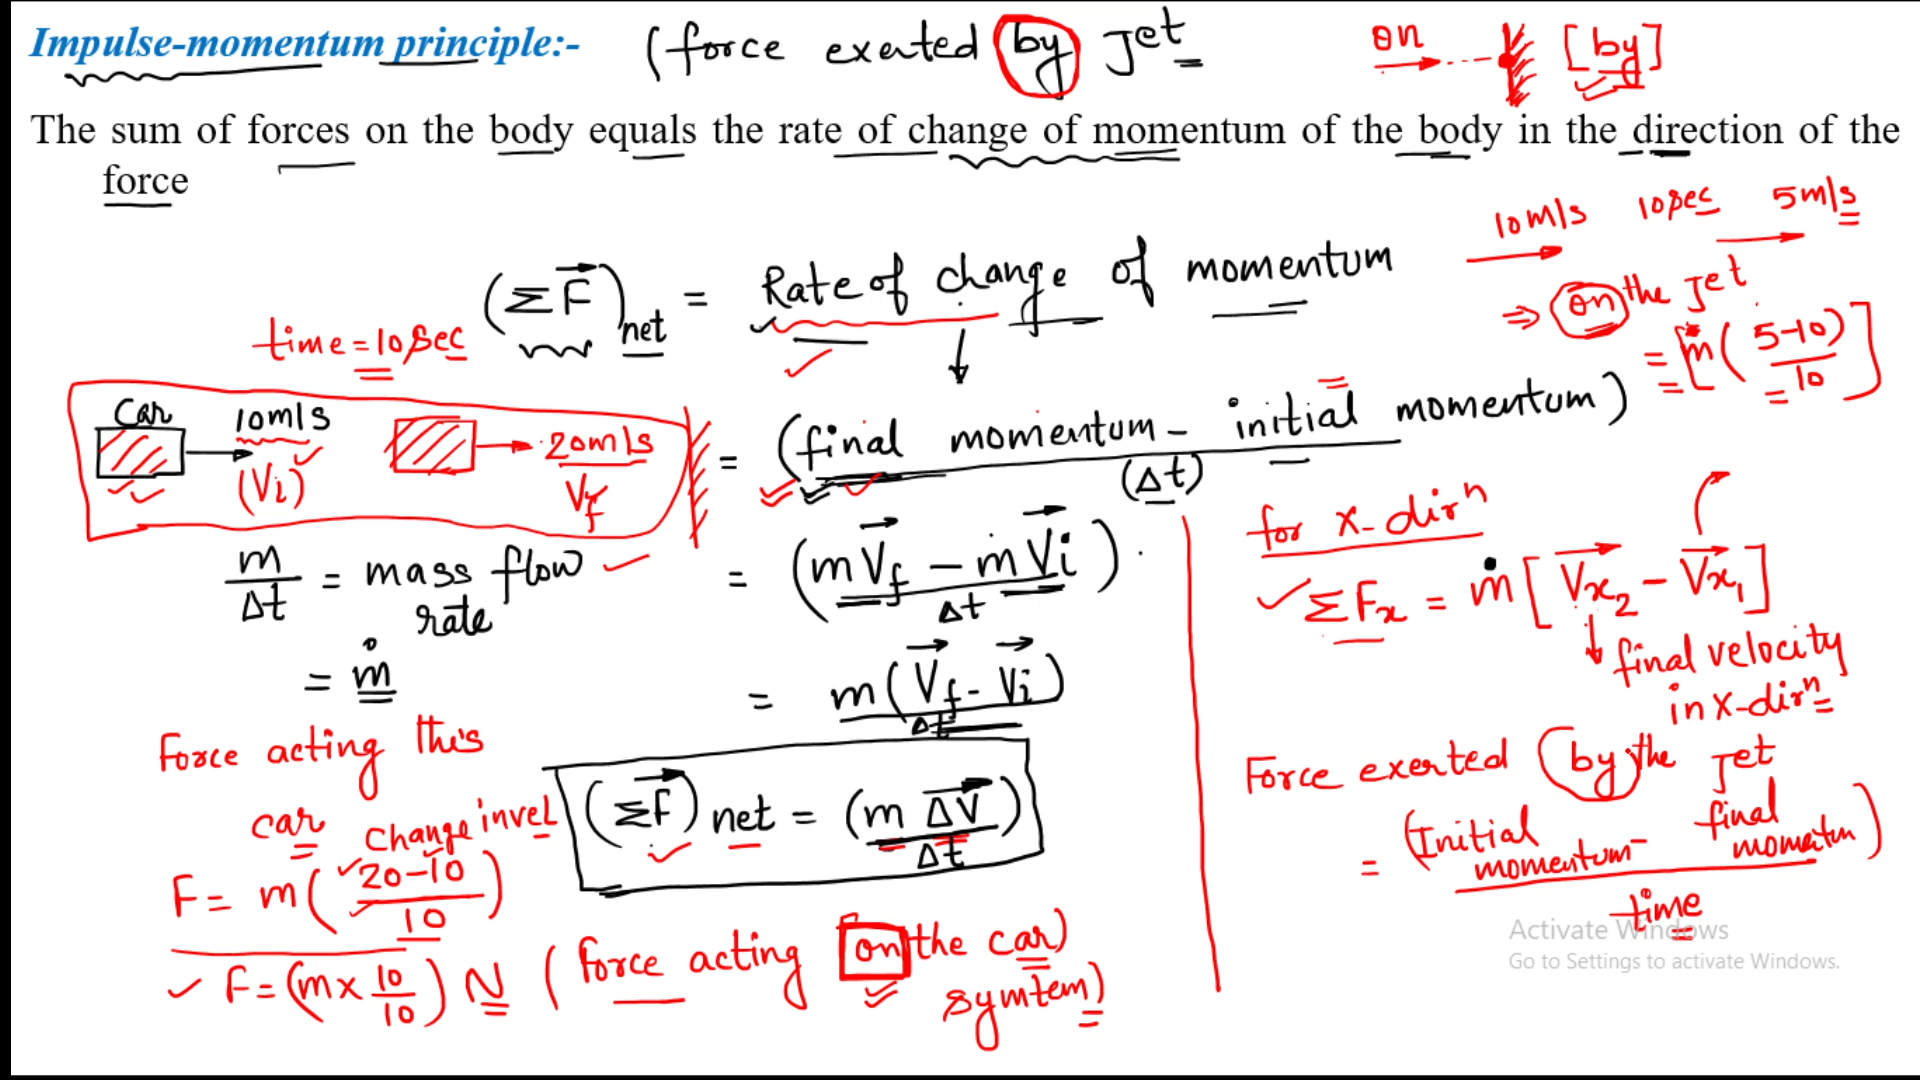 Impulse-momentum principle:- (force exerted by Jet
on [by]
The sum of forces on the body equals the rate of change of momentum of the body in the direction of the
force
10m/s 10sec 5m/s
(ΣF)net = Rate of change of momentum
⇒ on the Jet
= [ṁ(5-10/10)]
time = 10sec
Car 10m/s 20m/s
(Vi) Vf
= (final momentum - initial momentum)
(Δt)
m/Δt = mass flow
rate
= ṁ
= (mVf - mVi)
Δt
= m(Vf - Vi)
Δt
(ΣF)net = (m ΔV)
Δt
for x-dirn
ΣFx = ṁ[Vx2 - Vx1]
final velocity
in x-dirn
Force acting this
car change in vel
F = m(20-10/10)
F = (m x 10/10) N (force acting on the car
symtem)
Force exerted by the Jet
= (Initial momentum - final momentum)
time
Activate Windows
Go to Settings to activate Windows.